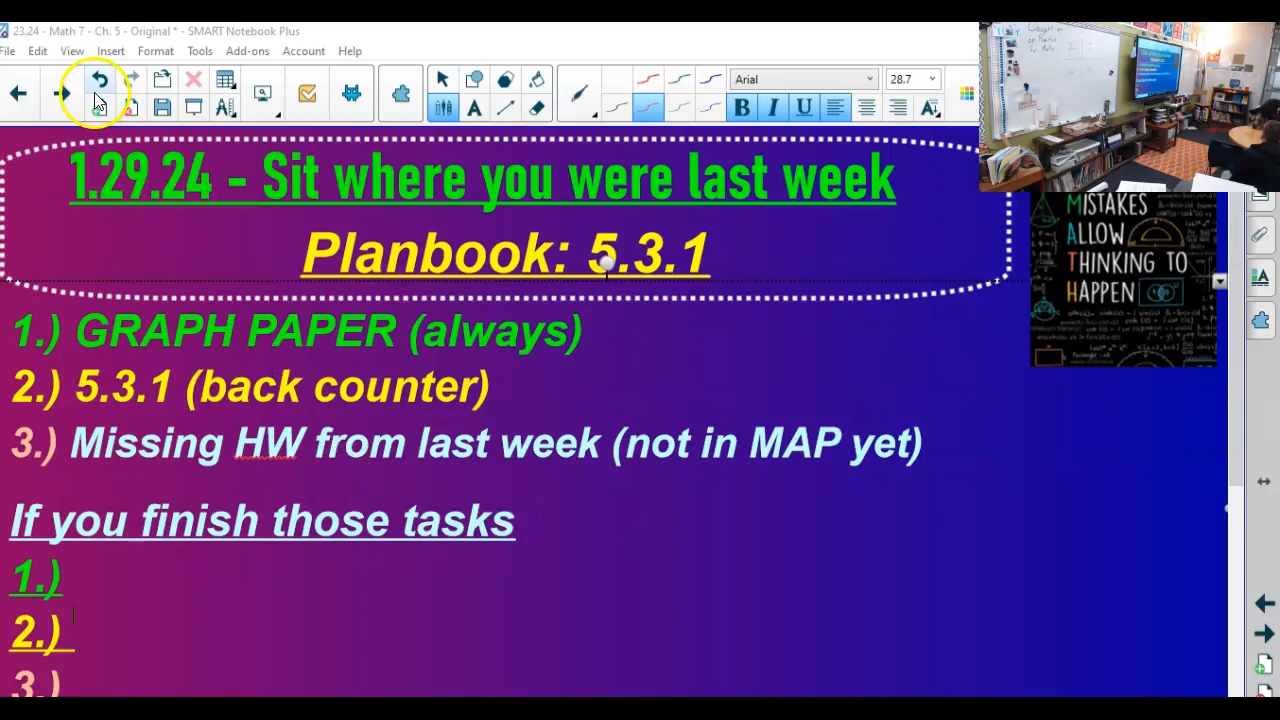 23.24 - Math 7 - Ch. 5 - Original * - SMART Notebook Plus
File Edit View Insert Format Tools Add-ons Account Help
Arial 28.7
B I U
1.29.24 - Sit where you were last week
Planbook: 5.3.1
1.) GRAPH PAPER (always)
2.) 5.3.1 (back counter)
3.) Missing HW from last week (not in MAP yet)
If you finish those tasks
1.)
2.)
3.)
MISTAKES
ALLOW
THINKING TO
HAPPEN